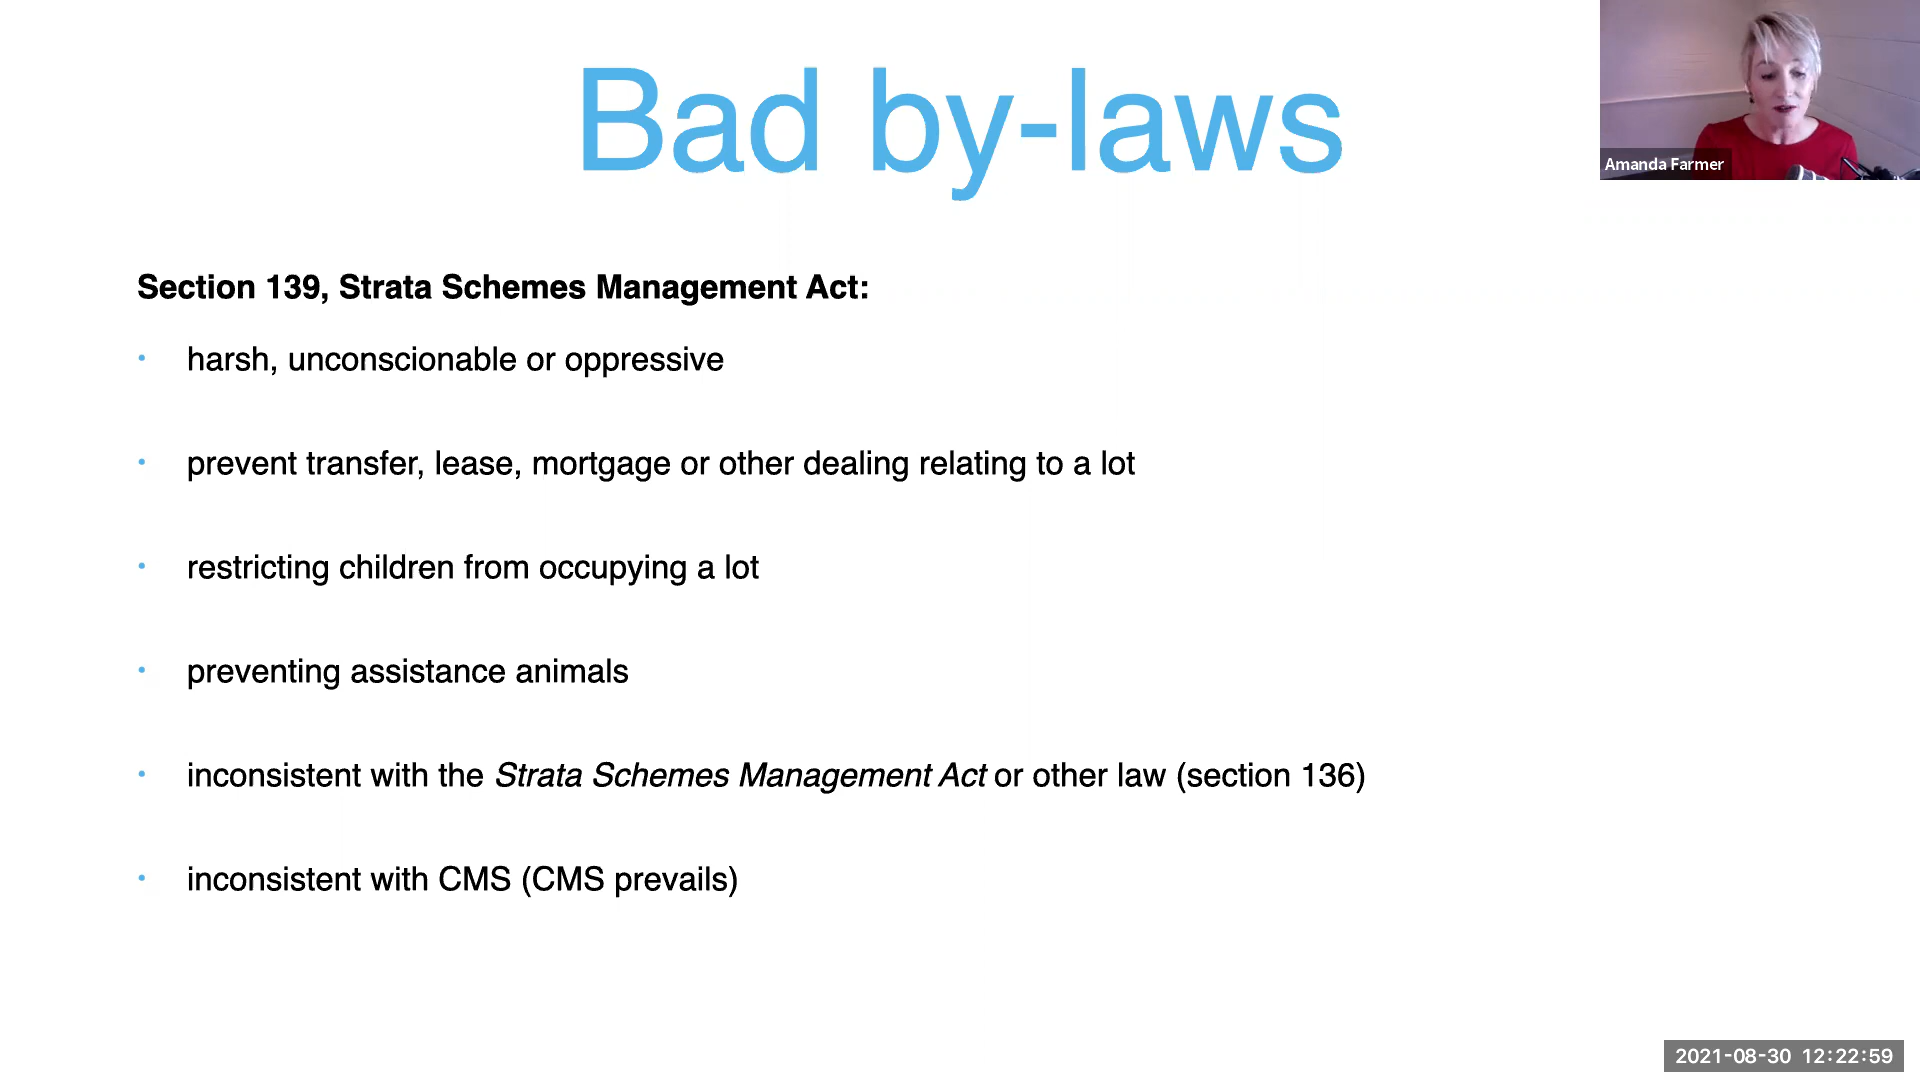 Bad by-laws
Amanda Farmer
Section 139, Strata Schemes Management Act:
• harsh, unconscionable or oppressive
• prevent transfer, lease, mortgage or other dealing relating to a lot
• restricting children from occupying a lot
• preventing assistance animals
• inconsistent with the Strata Schemes Management Act or other law (section 136)
• inconsistent with CMS (CMS prevails)
2021-08-30 12:22:59